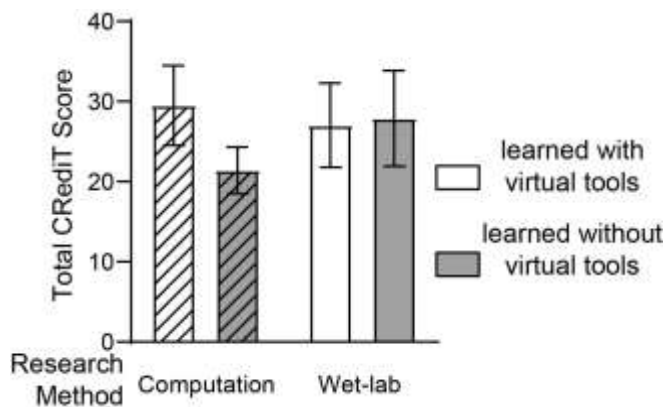 Total CRediT Score
40
30
20
10
0
learned with
virtual tools
learned without
virtual tools
Research
Method
Computation
Wet-lab